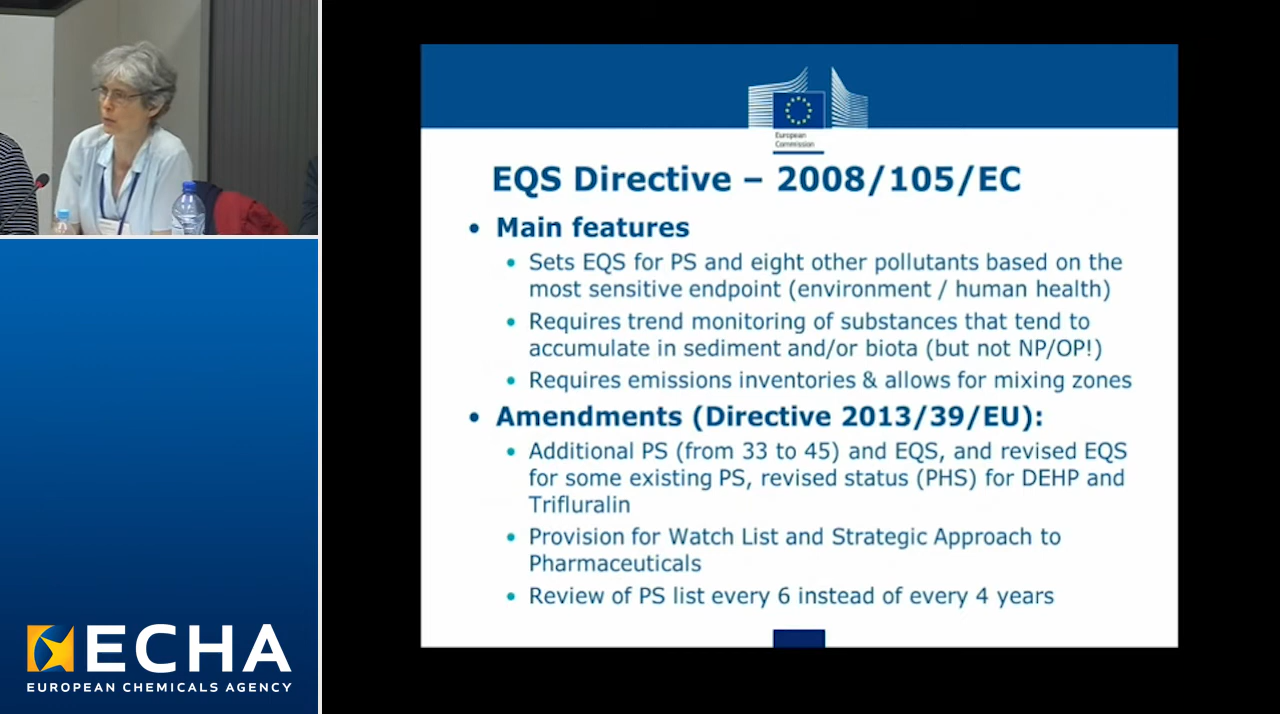 European
Commission
EQS Directive – 2008/105/EC
• Main features
• Sets EQS for PS and eight other pollutants based on the
most sensitive endpoint (environment / human health)
• Requires trend monitoring of substances that tend to
accumulate in sediment and/or biota (but not NP/OP!)
• Requires emissions inventories & allows for mixing zones
• Amendments (Directive 2013/39/EU):
• Additional PS (from 33 to 45) and EQS, and revised EQS
for some existing PS, revised status (PHS) for DEHP and
Trifluralin
• Provision for Watch List and Strategic Approach to
Pharmaceuticals
• Review of PS list every 6 instead of every 4 years
ECHA
EUROPEAN CHEMICALS AGENCY